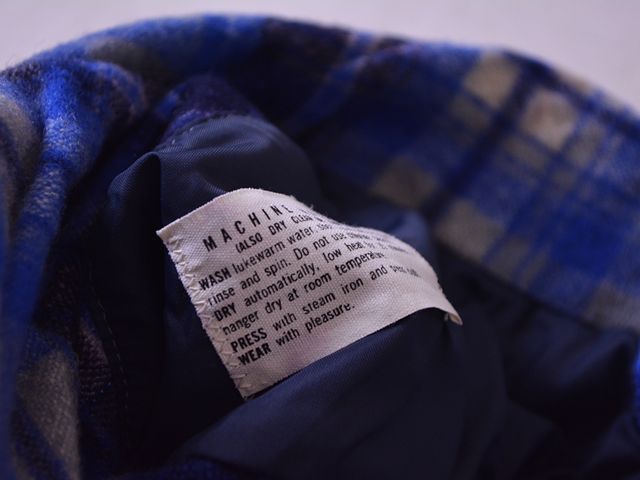 MACHINE
(ALSO DRY CLEAN
WASH lukewarm water,
rinse and spin. Do not use
DRY automatically, low heat,
hanger dry at room temperature.
PRESS with steam iron and press
WEAR with pleasure.